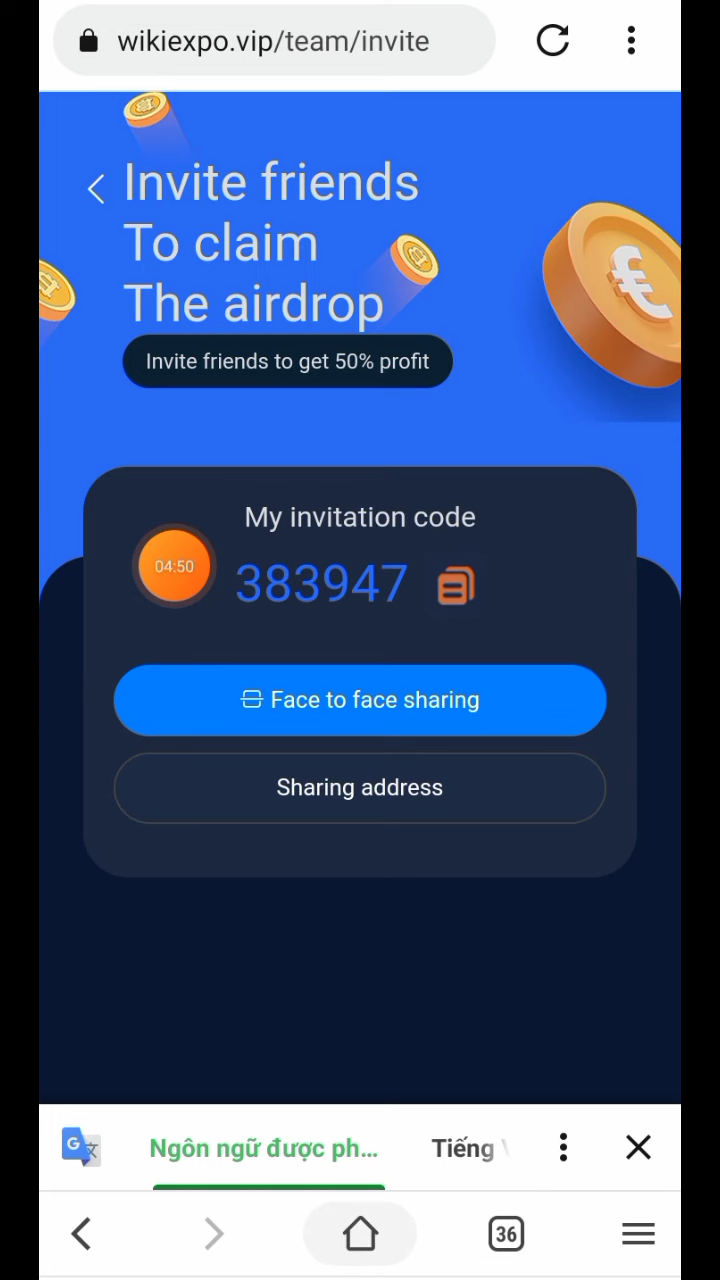 wikiexpo.vip/team/invite
Invite friends
To claim
The airdrop
Invite friends to get 50% profit
My invitation code
04:50
383947
Face to face sharing
Sharing address
Ngôn ngữ được ph...
Tiếng
36